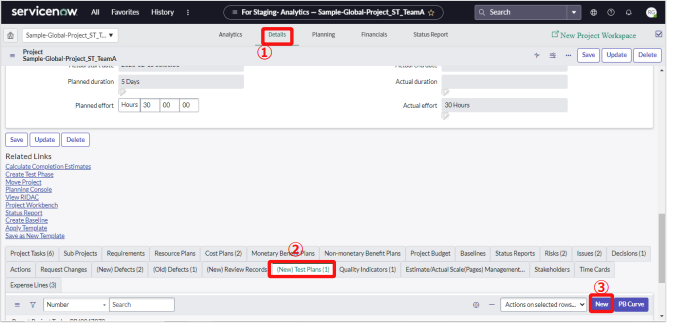 servicenow All Favorites History For Staging- Analytics — Sample-Global-Project_ST_TeamA ☆ Search
Sample-Global-Project_ST_T... ▼ Analytics Details Planning Financials Status Report New Project Workspace
①
Project
Sample-Global-Project_ST_TeamA Save Update Delete
Planned duration 5 Days Actual duration
Planned effort Hours 30 00 00 Actual effort 30 Hours
Save Update Delete
Related Links
Calculate Completion Estimates
Create Test Phase
Move Project
Planning Console
View RIDAC
Project Workbench
Status Report
Create Baseline
Apply Template
Save as New Template
②
Project Tasks (6) Sub Projects Requirements Resource Plans Cost Plans (2) Monetary Benefit Plans Non-monetary Benefit Plans Project Budget Baselines Status Reports Risks (2) Issues (2) Decisions (1)
Actions Request Changes (New) Defects (2) (Old) Defects (1) (New) Review Records (New) Test Plans (1) Quality Indicators (1) Estimate/Actual Scale(Pages) Management... Stakeholders Time Cards
Expense Lines (3)
③
Number Search Actions on selected rows... New PB Curve